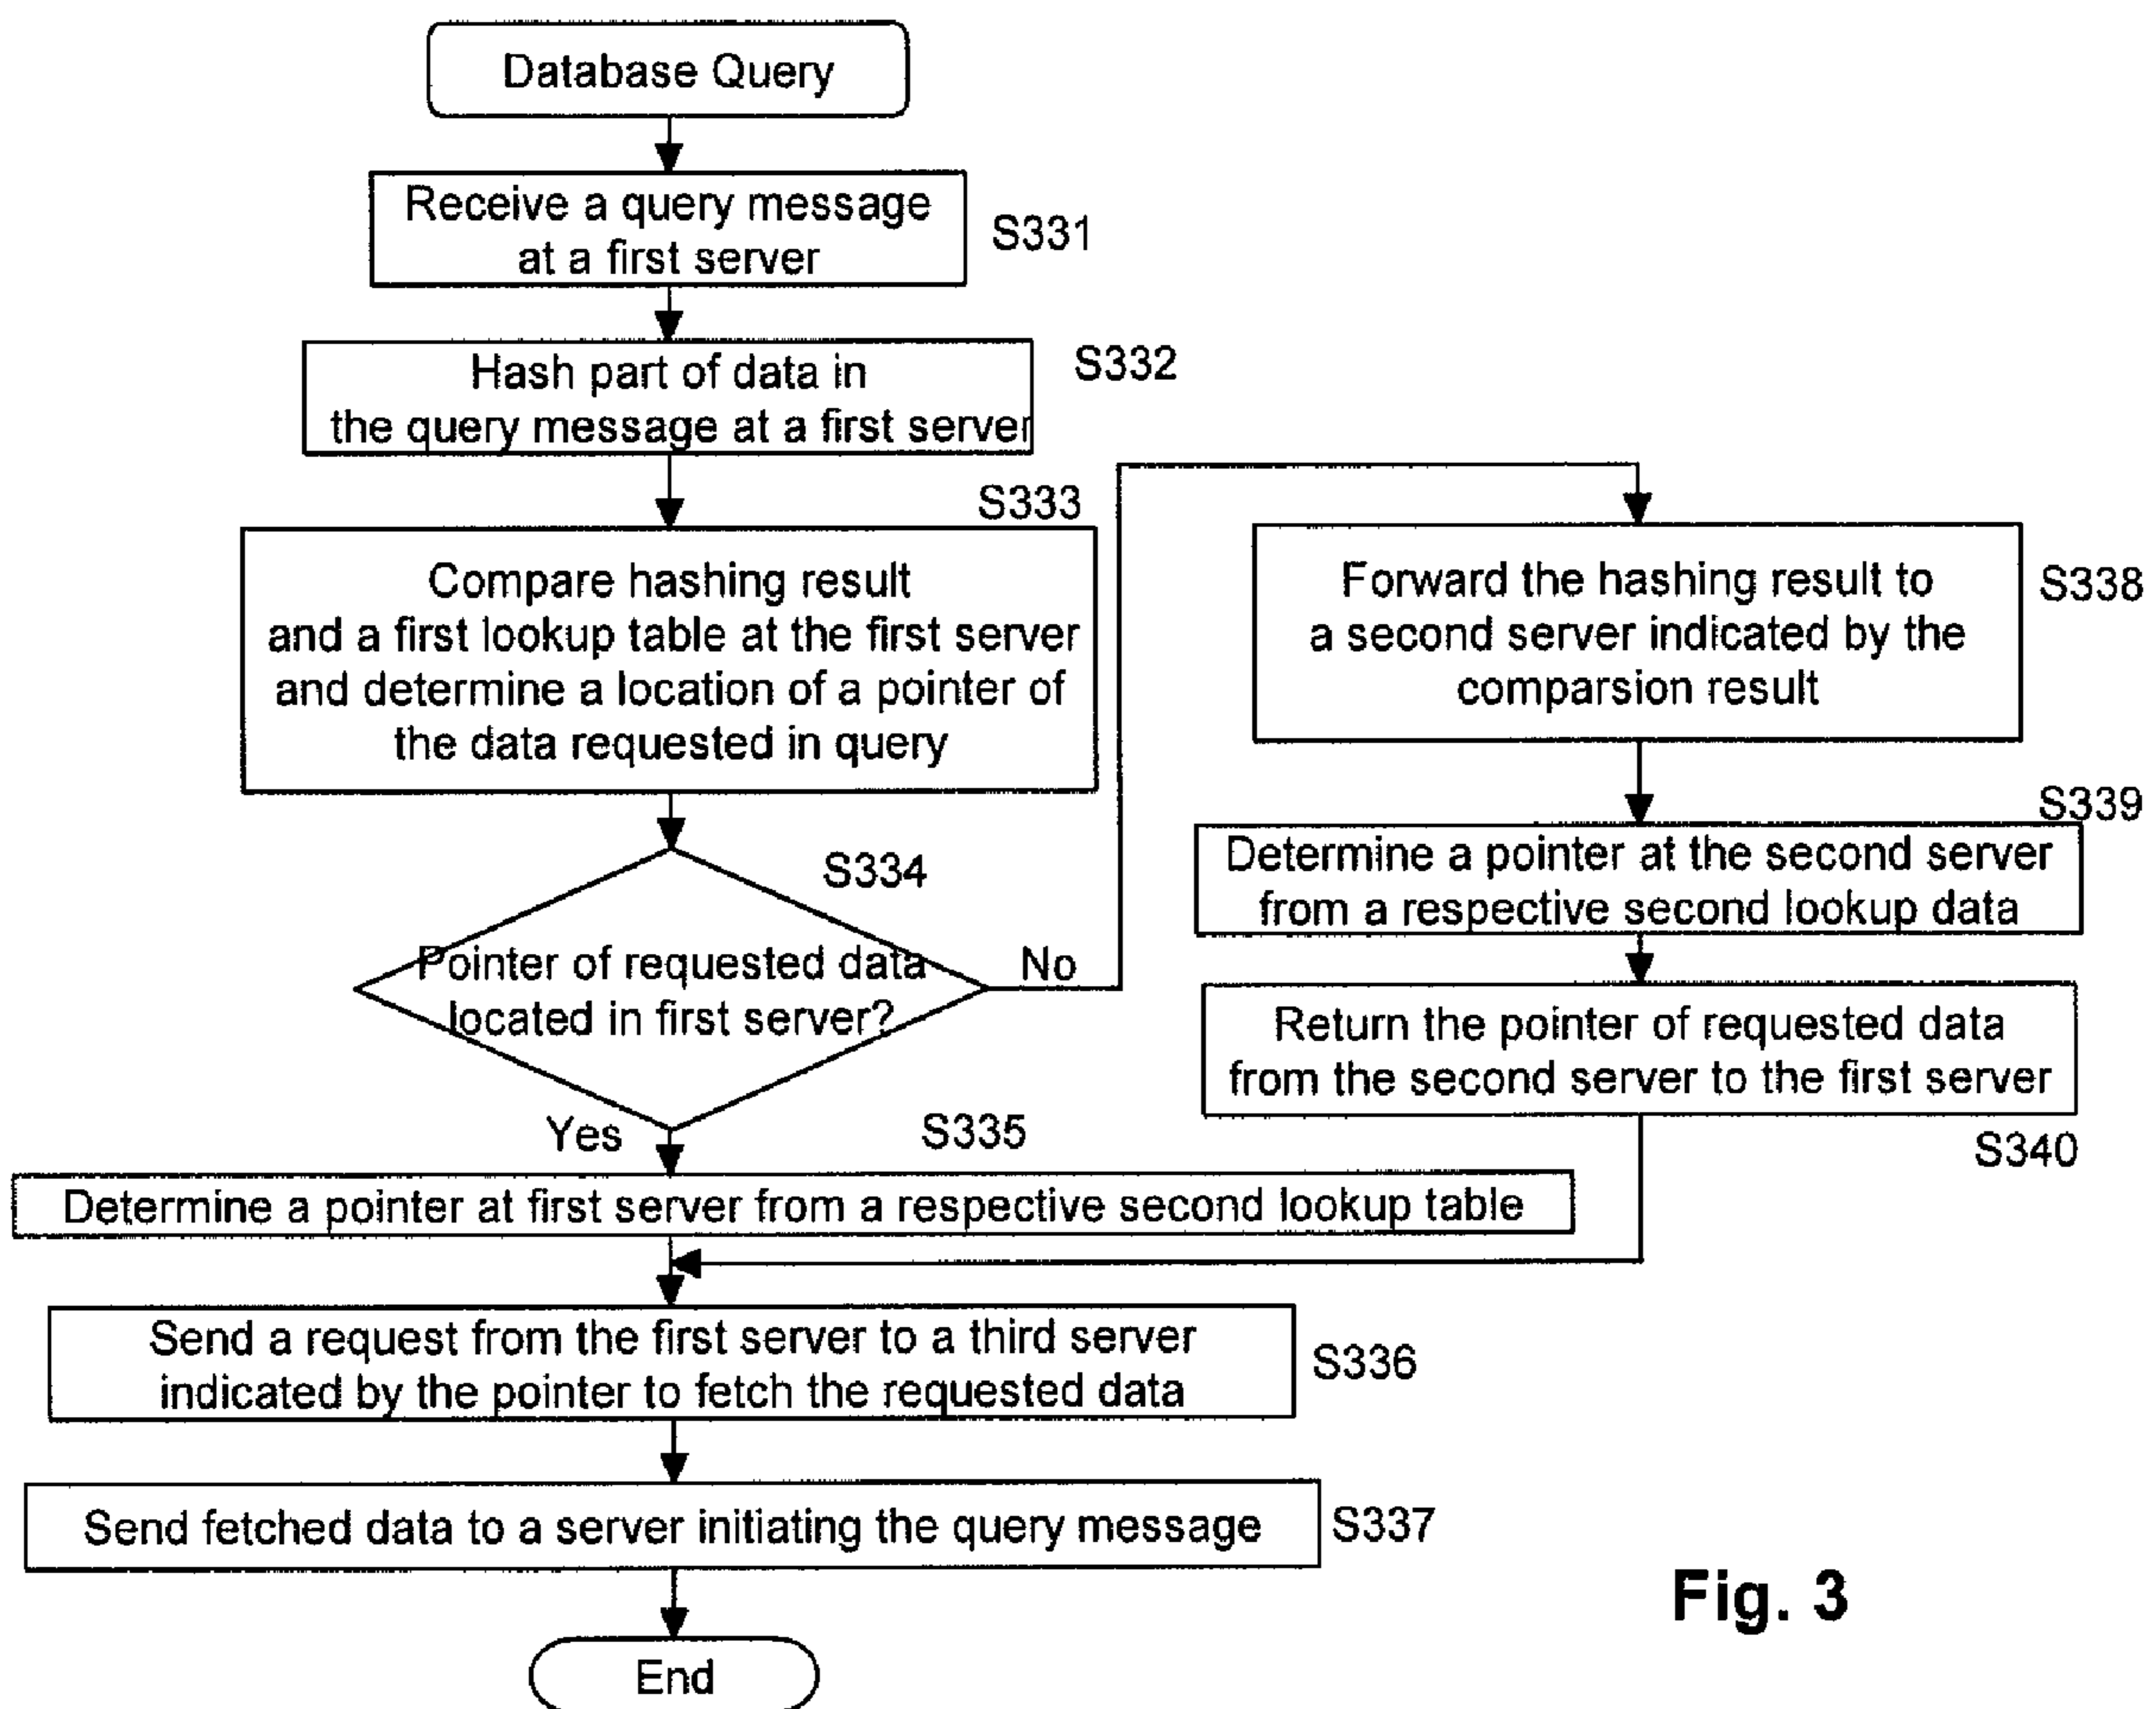 Database Query
Receive a query message
at a first server
S331
Hash part of data in
the query message at a first server
S332
S333
Compare hashing result
and a first lookup table at the first server
and determine a location of a pointer of
the data requested in query
S334
Pointer of requested data
located in first server?
No
Yes
S335
Determine a pointer at first server from a respective second lookup table
Forward the hashing result to
a second server indicated by the
comparsion result
S338
S339
Determine a pointer at the second server
from a respective second lookup data
Return the pointer of requested data
from the second server to the first server
S340
Send a request from the first server to a third server
indicated by the pointer to fetch the requested data
S336
Send fetched data to a server initiating the query message
S337
End
Fig. 3